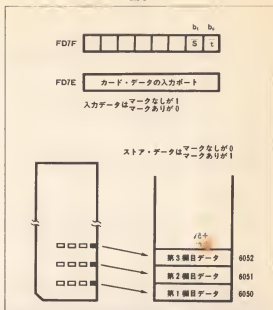 b₁ b₀
FD7F S t
FD7E カード・データの入力ポート
入力データは マークなしが1
マークありが0
ストア・データは マークなしが0
マークありが1
第3欄目データ 6052
第2欄目データ 6051
第1欄目データ 6050